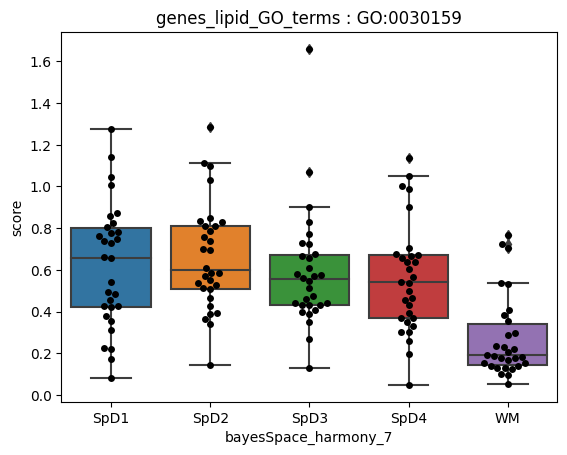 genes_lipid_GO_terms : GO:0030159
score
1.6
1.4
1.2
1.0
0.8
0.6
0.4
0.2
0.0
SpD1 SpD2 SpD3 SpD4 WM
bayesSpace_harmony_7